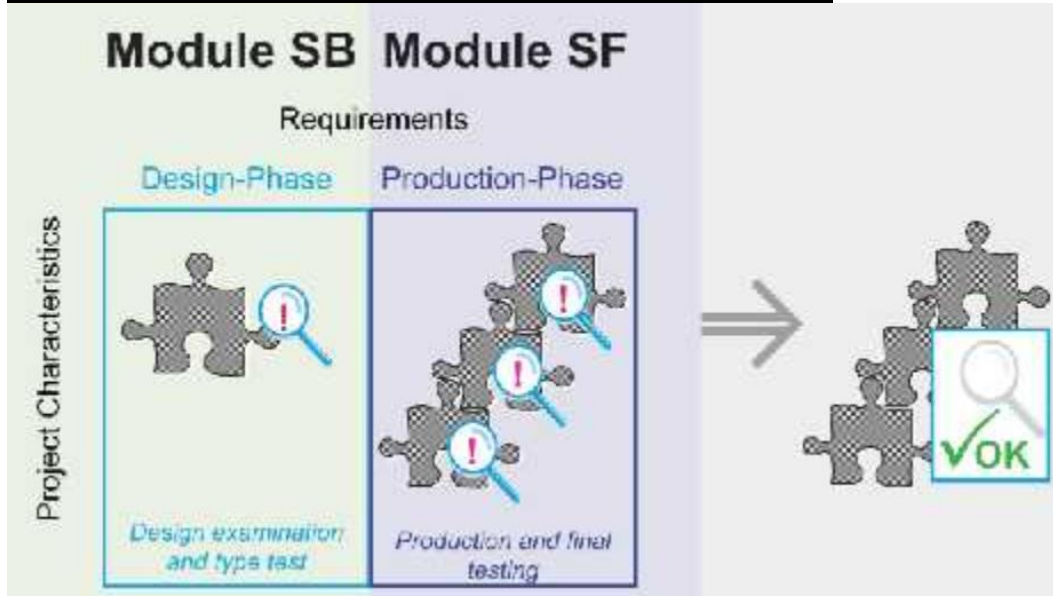 Module SB Module SF
Requirements
Design-Phase Production-Phase
Project Characteristics
!
!
!
!
Design examination
and type test
Production and final
testing
OK